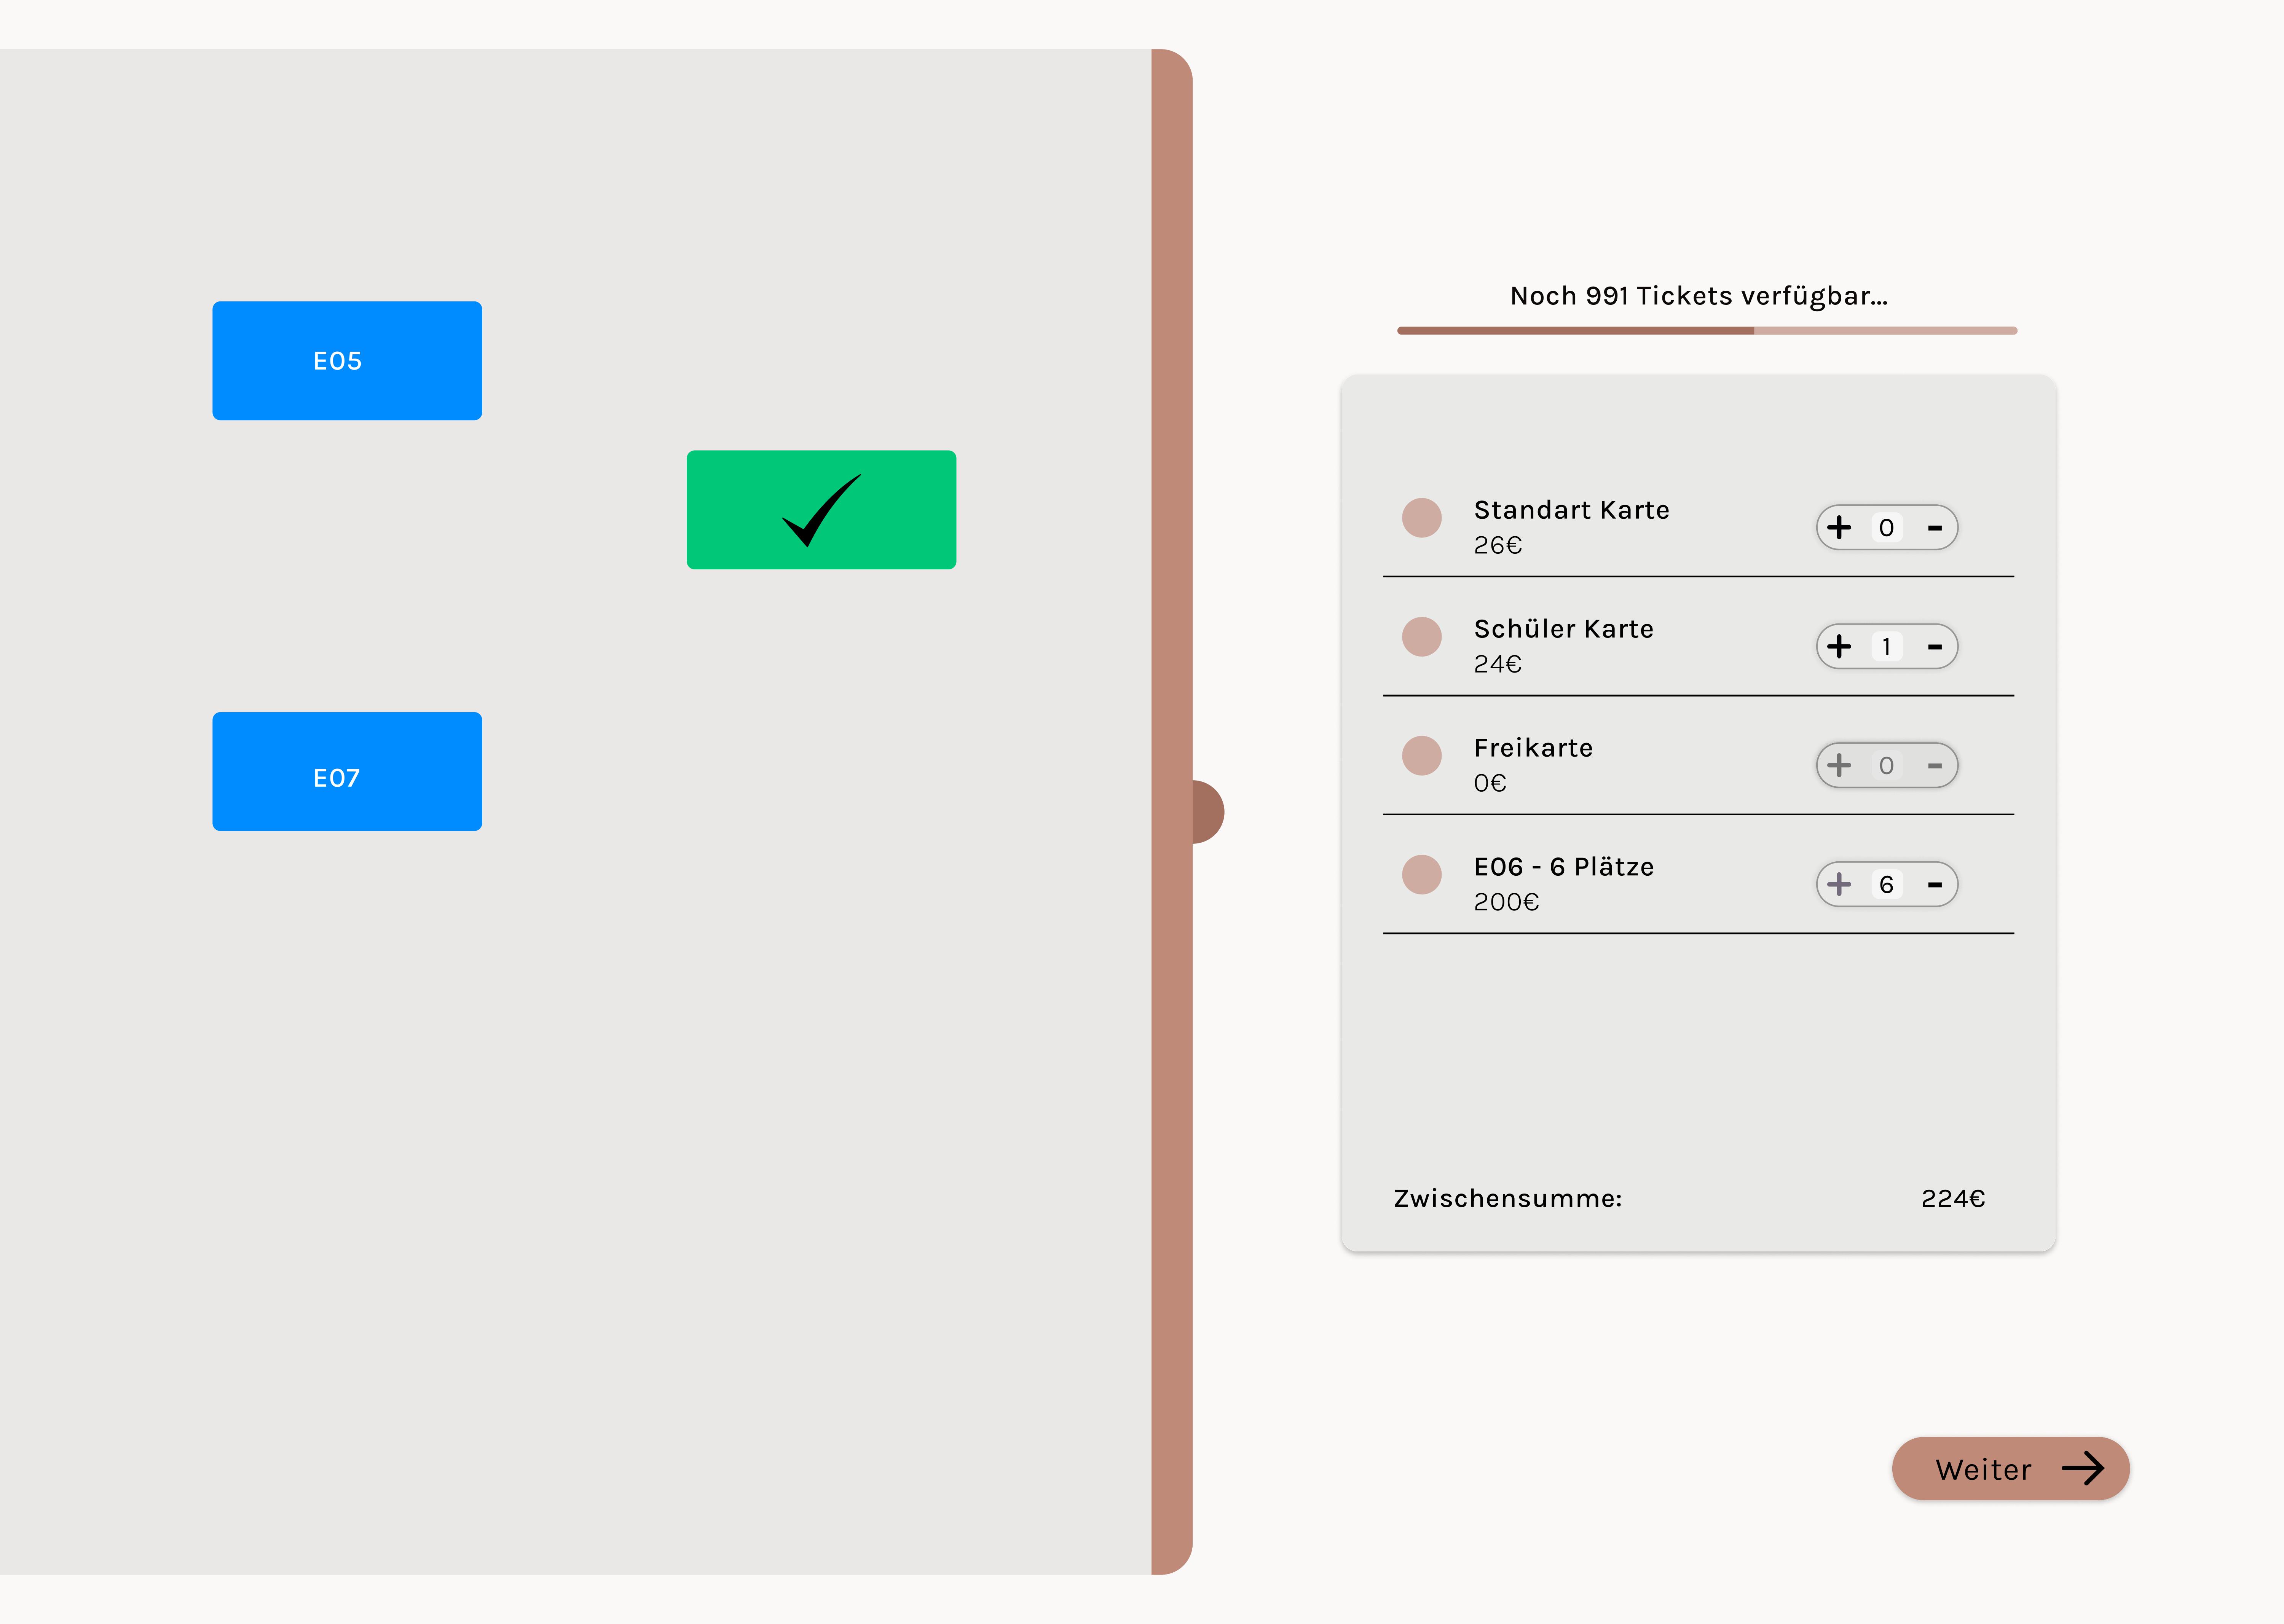 E05
E07
Noch 991 Tickets verfügbar...
Standart Karte
26€
+ 0 -
Schüler Karte
24€
+ 1 -
Freikarte
0€
+ 0 -
E06 - 6 Plätze
200€
+ 6 -
Zwischensumme: 224€
Weiter